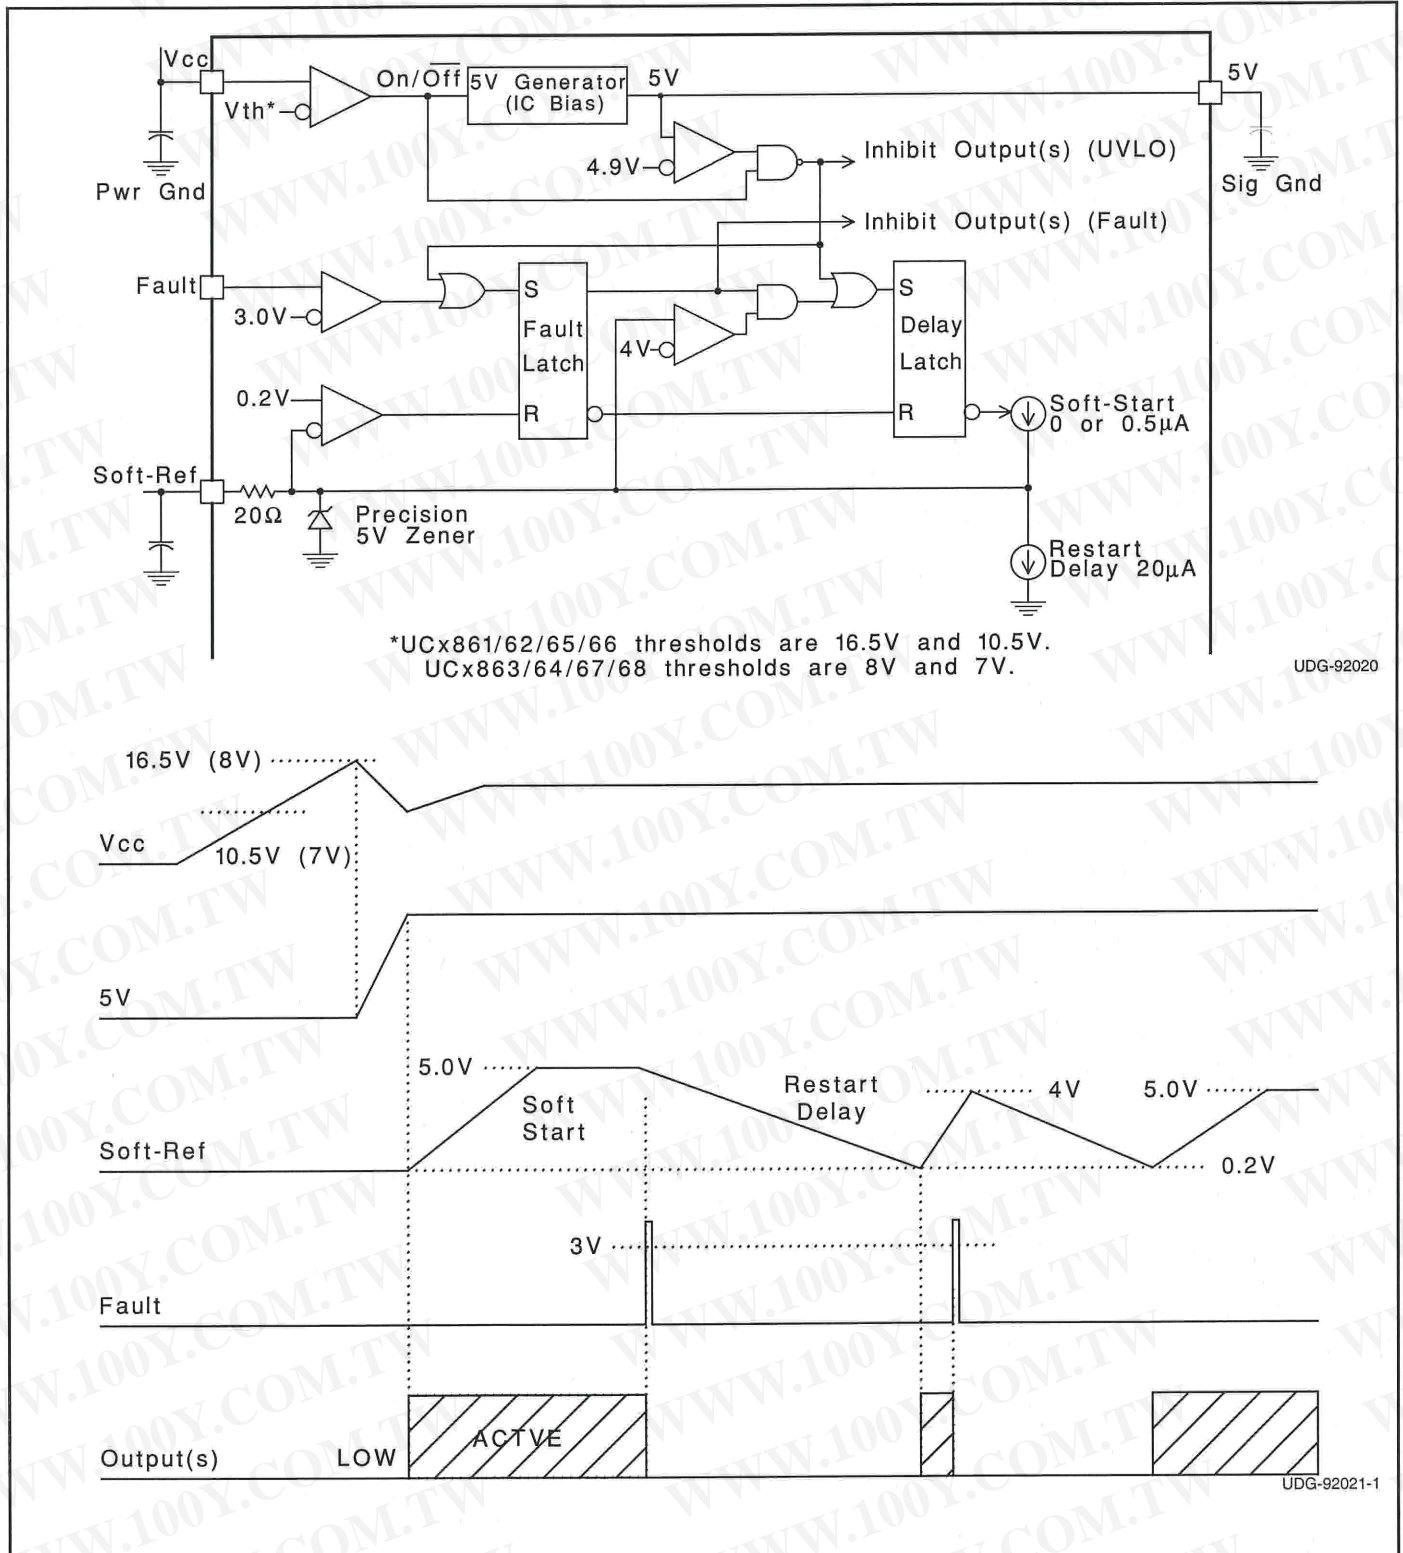 Vcc
On/Off
5V Generator
(IC Bias)
5V
5V
Vth*
4.9V
Inhibit Output(s) (UVLO)
Pwr Gnd
Sig Gnd
Inhibit Output(s) (Fault)
Fault
3.0V
S
Fault
Latch
R
4V
S
Delay
Latch
R
0.2V
Soft-Start
0 or 0.5µA
Soft-Ref
20Ω
Precision
5V Zener
Restart
Delay 20µA
*UCx861/62/65/66 thresholds are 16.5V and 10.5V.
UCx863/64/67/68 thresholds are 8V and 7V.
UDG-92020
16.5V (8V)
Vcc
10.5V (7V)
5V
5.0V
Soft
Start
Restart
Delay
4V
5.0V
Soft-Ref
0.2V
3V
Fault
Output(s)
LOW
ACTVE
UDG-92021-1
WWW.100Y.COM.TW